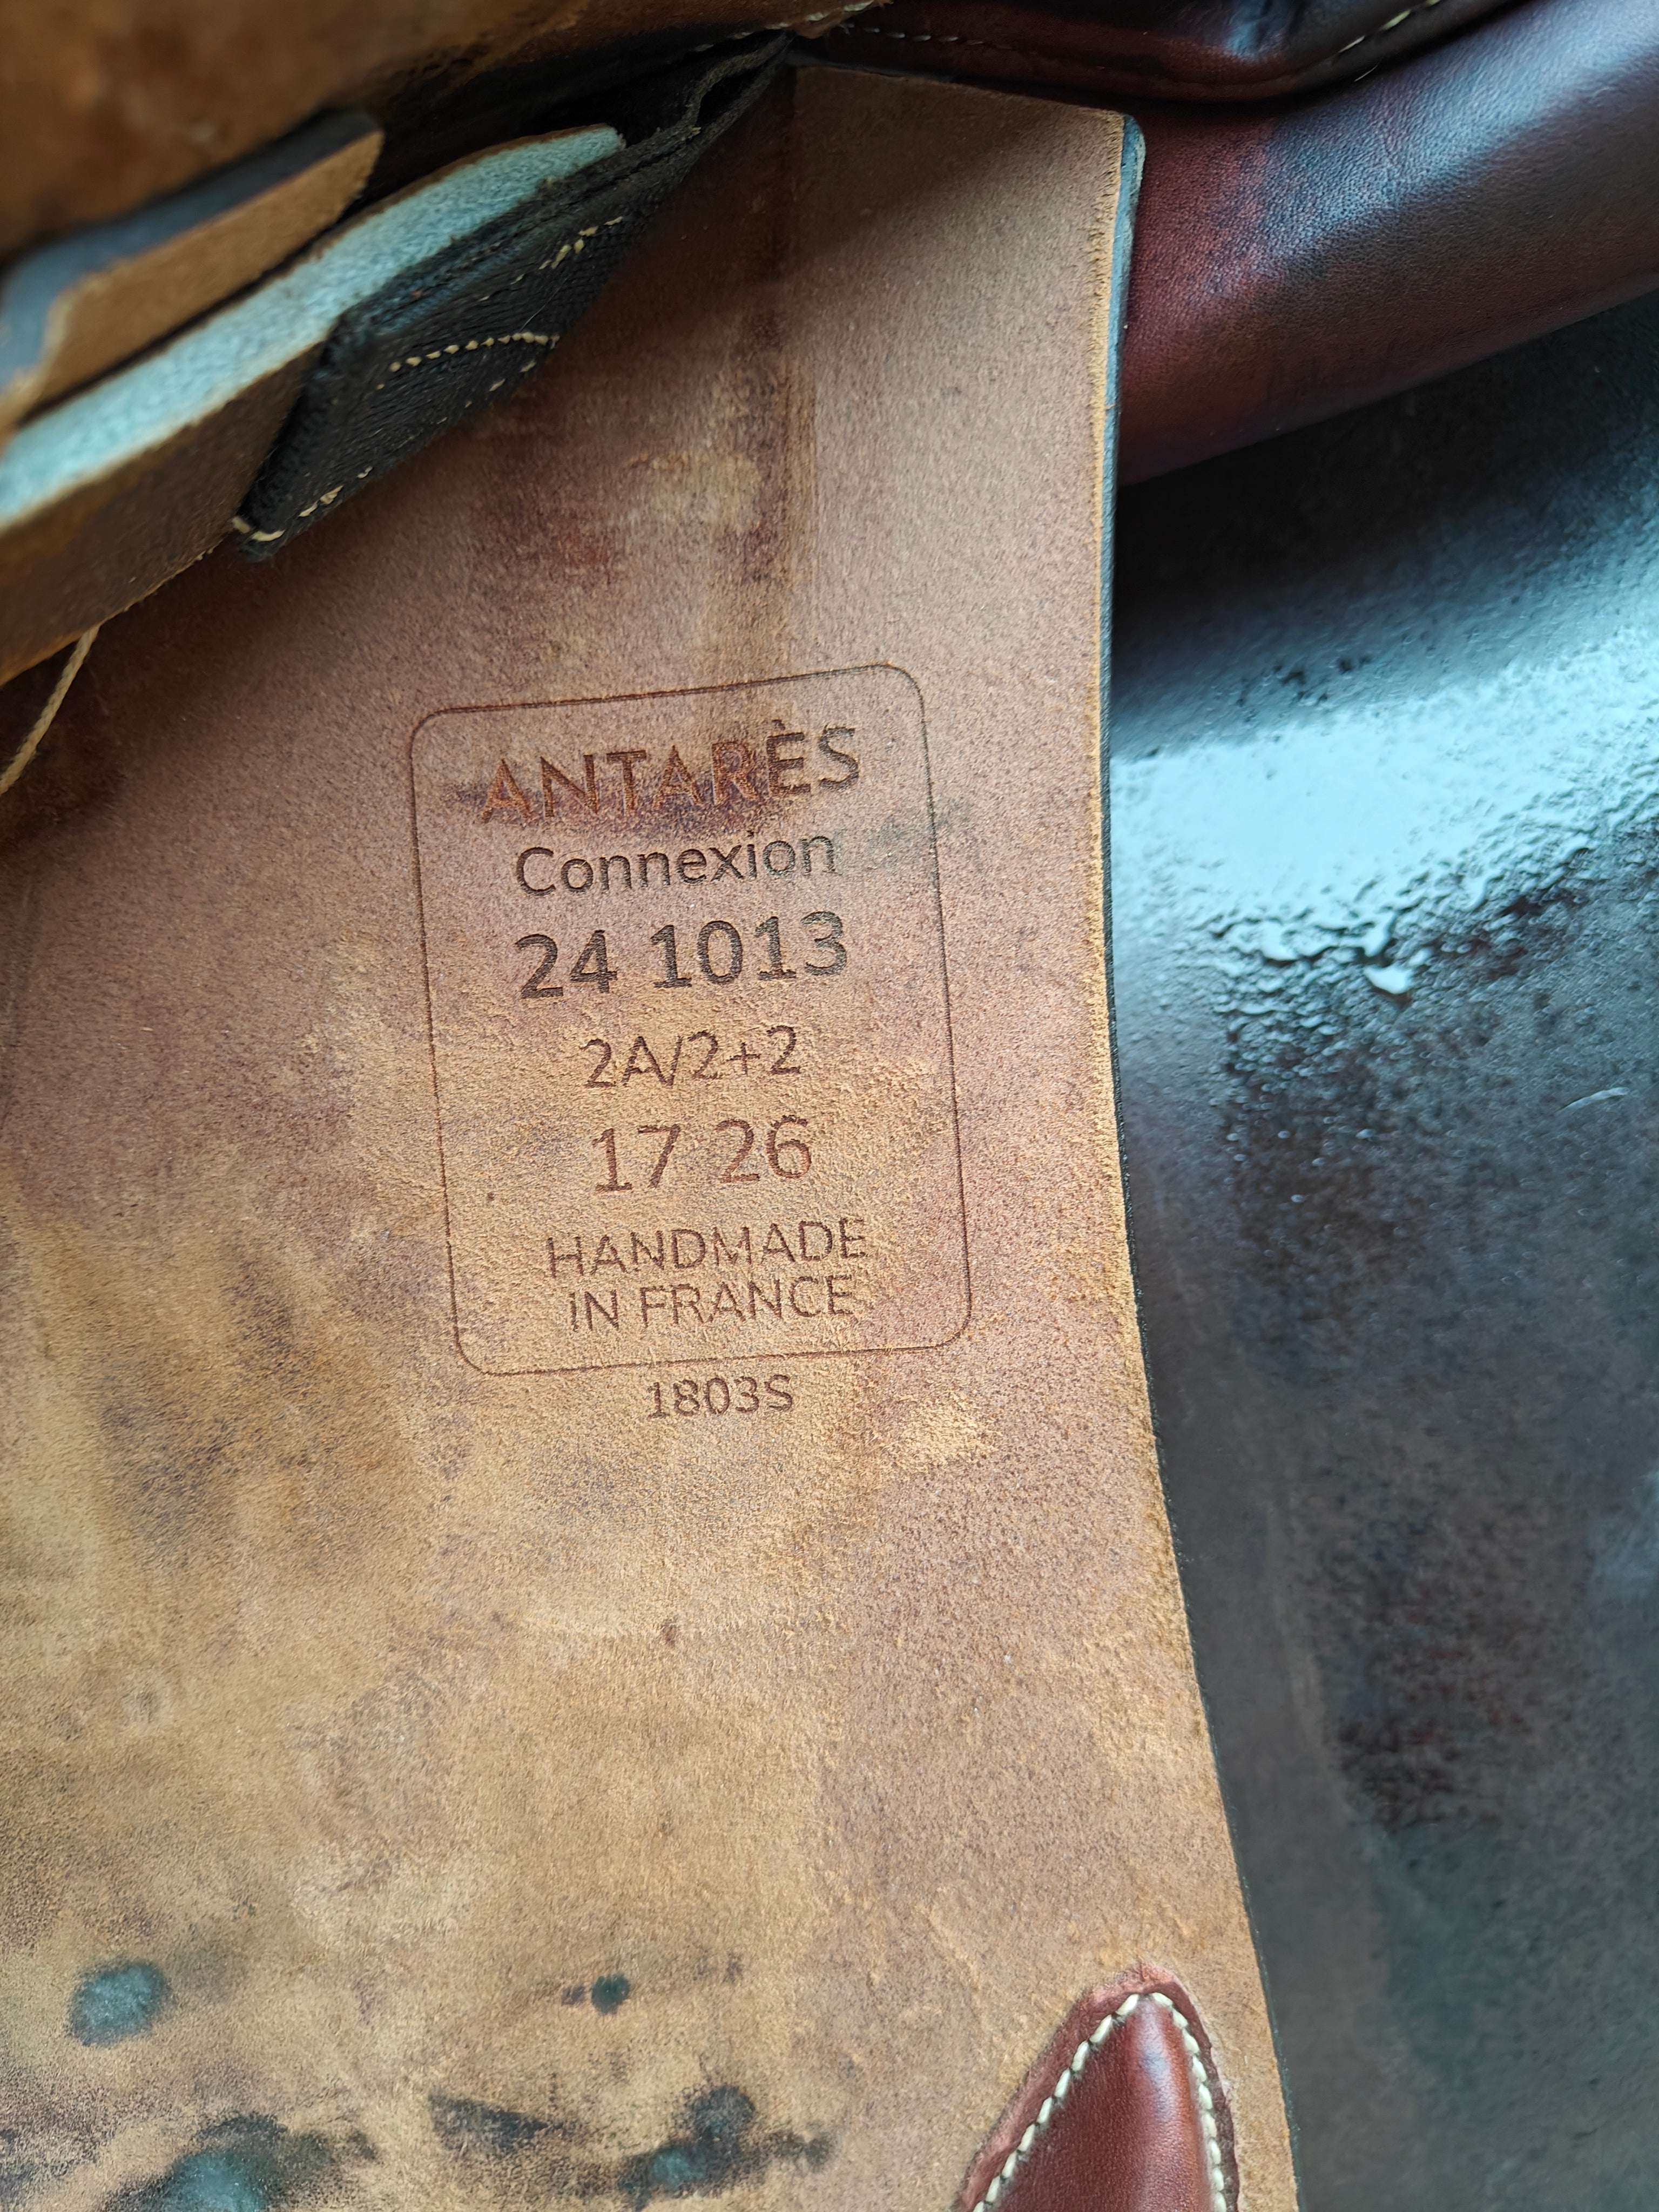 ANTARÈS
Connexion
24 1013
2A/2+2
17 26
HANDMADE
IN FRANCE
1803S